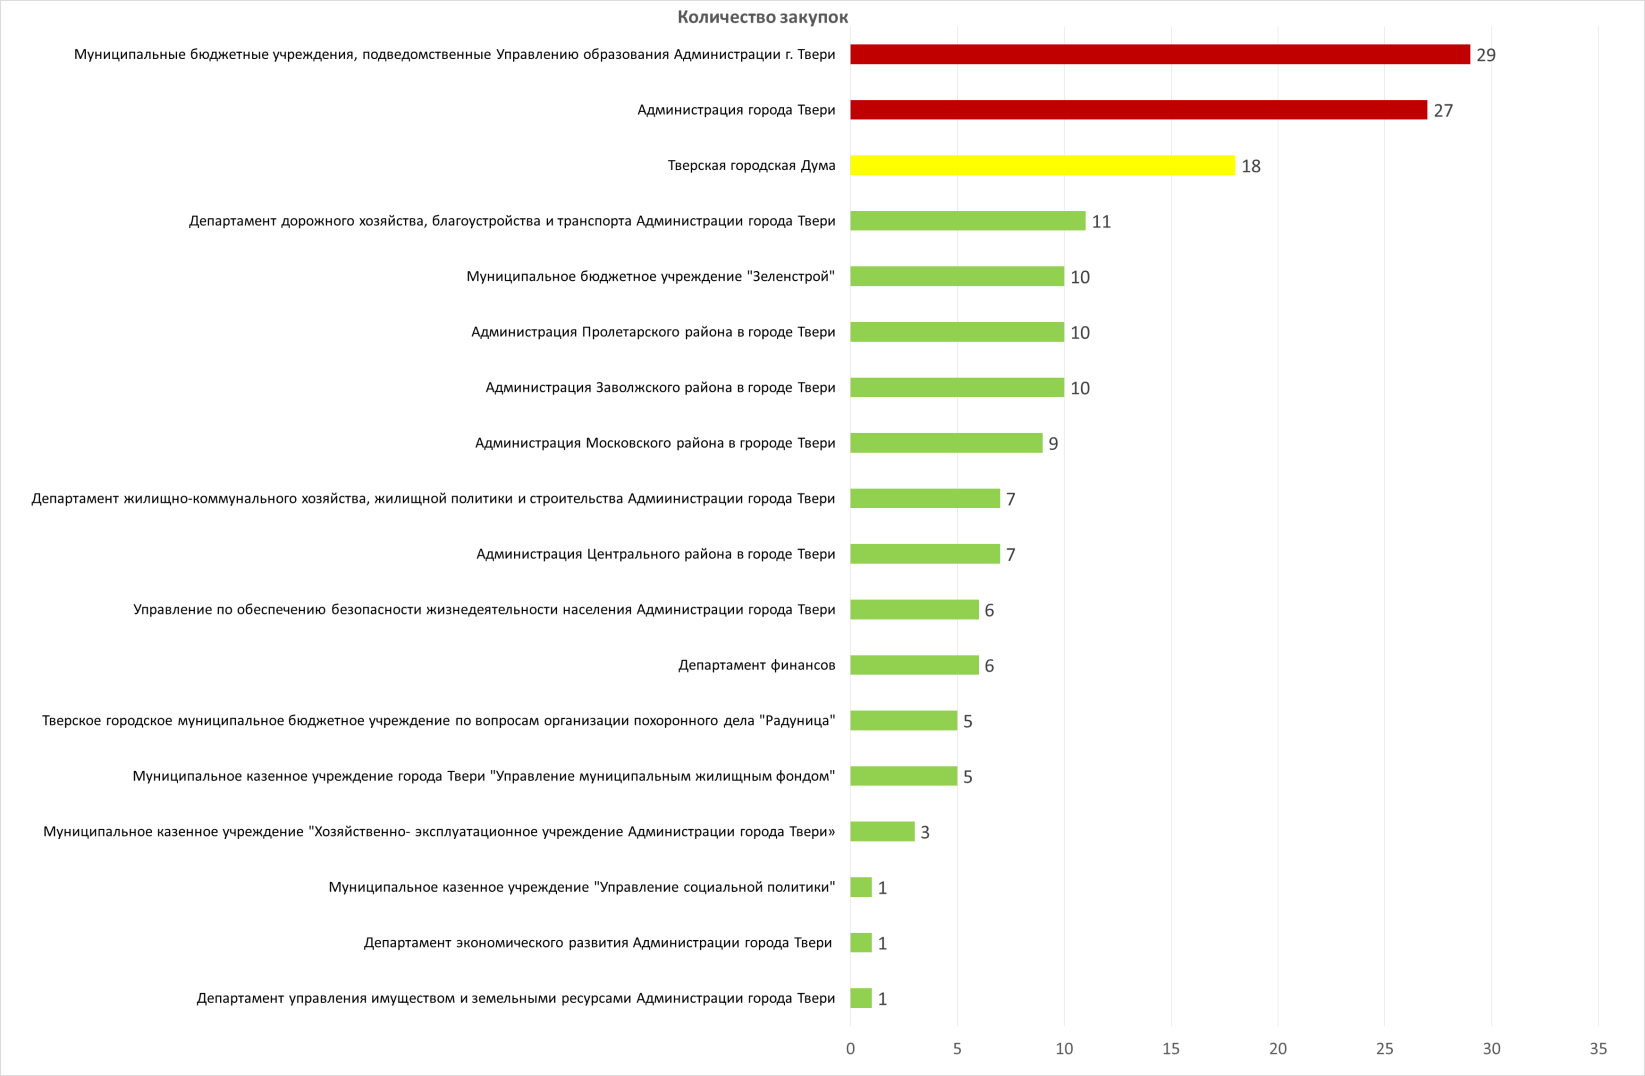 Количество закупок
Муниципальные бюджетные учреждения, подведомственные Управлению образования Администрации г. Твери 29
Администрация города Твери 27
Тверская городская Дума 18
Департамент дорожного хозяйства, благоустройства и транспорта Администрации города Твери 11
Муниципальное бюджетное учреждение "Зеленстрой" 10
Администрация Пролетарского района в городе Твери 10
Администрация Заволжского района в городе Твери 10
Администрация Московского района в гророде Твери 9
Департамент жилищно-коммунального хозяйства, жилищной политики и строительства Адмиинистрации города Твери 7
Администрация Центрального района в городе Твери 7
Управление по обеспечению безопасности жизнедеятельности населения Администрации города Твери 6
Департамент финансов 6
Тверское городское муниципальное бюджетное учреждение по вопросам организации похоронного дела "Радуница" 5
Муниципальное казенное учреждение города Твери "Управление муниципальным жилищным фондом" 5
Муниципальное казенное учреждение "Хозяйственно- эксплуатационное учреждение Администрации города Твери» 3
Муниципальное казенное учреждение "Управление социальной политики" 1
Департамент экономического развития Администрации города Твери 1
Департамент управления имуществом и земельными ресурсами Администрации города Твери 1
0 5 10 15 20 25 30 35